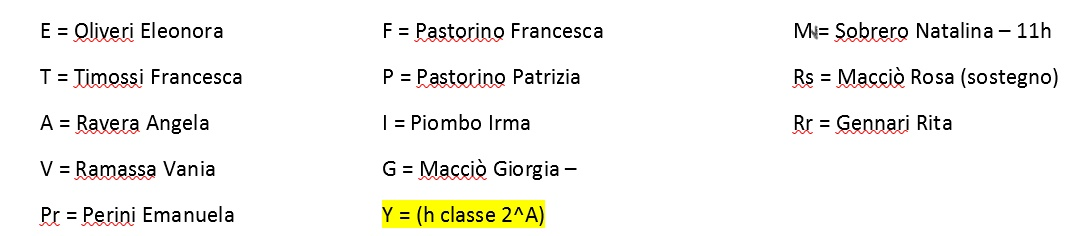 E = Oliveri Eleonora
T = Timossi Francesca
A = Ravera Angela
V = Ramassa Vania
Pr = Perini Emanuela
F = Pastorino Francesca
P = Pastorino Patrizia
I = Piombo Irma
G = Macciò Giorgia –
Y = (h classe 2^A)
M = Sobrero Natalina – 11h
Rs = Macciò Rosa (sostegno)
Rr = Gennari Rita